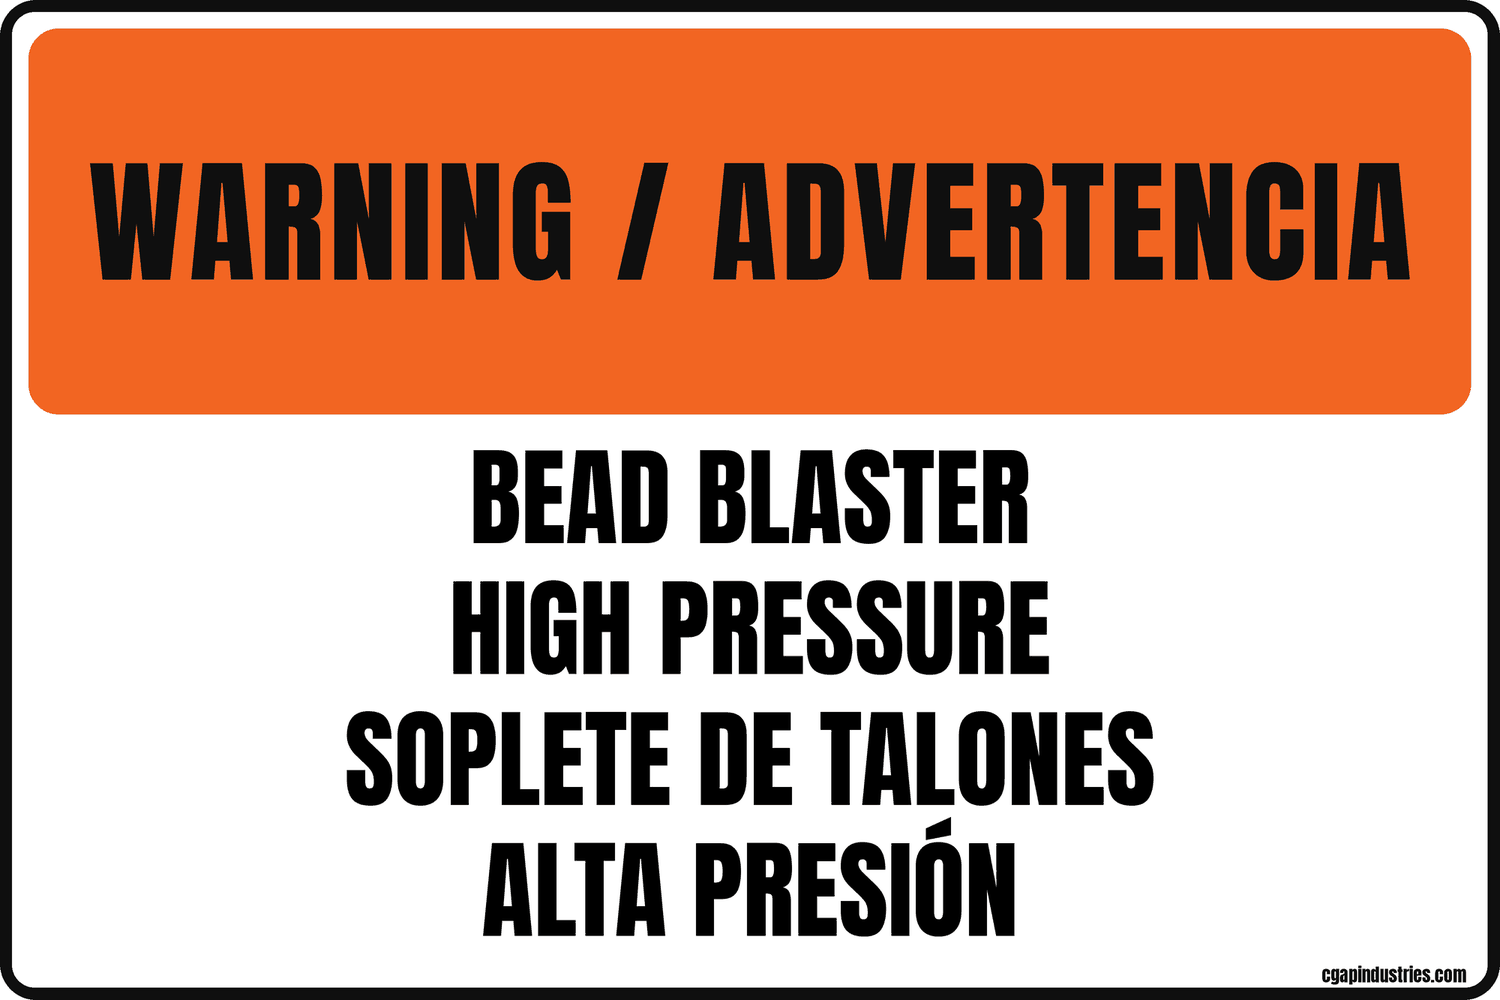 WARNING / ADVERTENCIA
BEAD BLASTER
HIGH PRESSURE
SOPLETE DE TALONES
ALTA PRESIÓN
cgapindustries.com